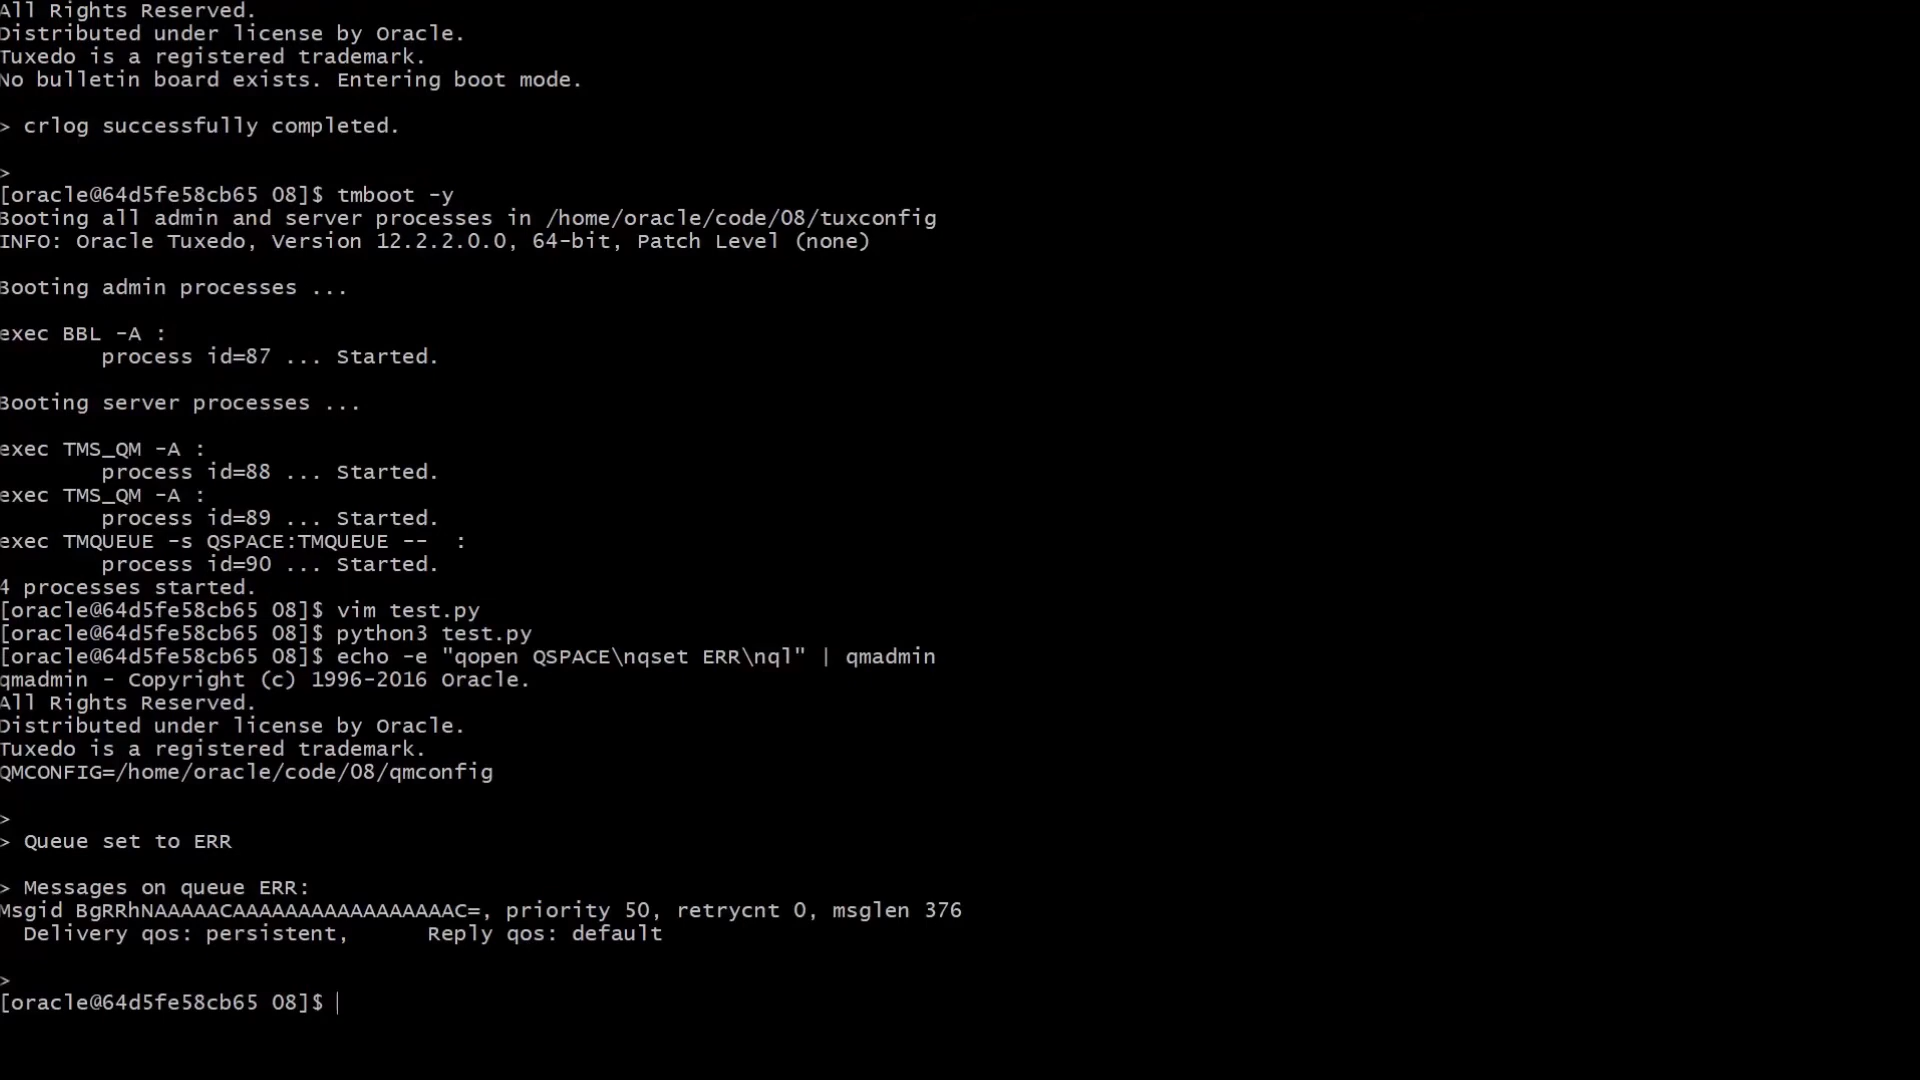 All Rights Reserved.
Distributed under license by Oracle.
Tuxedo is a registered trademark.
No bulletin board exists. Entering boot mode.
> crlog successfully completed.
>
[oracle@64d5fe58cb65 08]$ tmboot -y
Booting all admin and server processes in /home/oracle/code/08/tuxconfig
INFO: Oracle Tuxedo, Version 12.2.2.0.0, 64-bit, Patch Level (none)
Booting admin processes ...
exec BBL -A :
process id=87 ... Started.
Booting server processes ...
exec TMS_QM -A :
process id=88 ... Started.
exec TMS_QM -A :
process id=89 ... Started.
exec TMQUEUE -s QSPACE:TMQUEUE --  :
process id=90 ... Started.
4 processes started.
[oracle@64d5fe58cb65 08]$ vim test.py
[oracle@64d5fe58cb65 08]$ python3 test.py
[oracle@64d5fe58cb65 08]$ echo -e "qopen QSPACE\nqset ERR\nql" | qmadmin
qmadmin - Copyright (c) 1996-2016 Oracle.
All Rights Reserved.
Distributed under license by Oracle.
Tuxedo is a registered trademark.
QMCONFIG=/home/oracle/code/08/qmconfig
>
> Queue set to ERR
> Messages on queue ERR:
Msgid BgRRhNAAAAACAAAAAAAAAAAAAAAAAC=, priority 50, retrycnt 0, msglen 376
Delivery qos: persistent,      Reply qos: default
>
[oracle@64d5fe58cb65 08]$